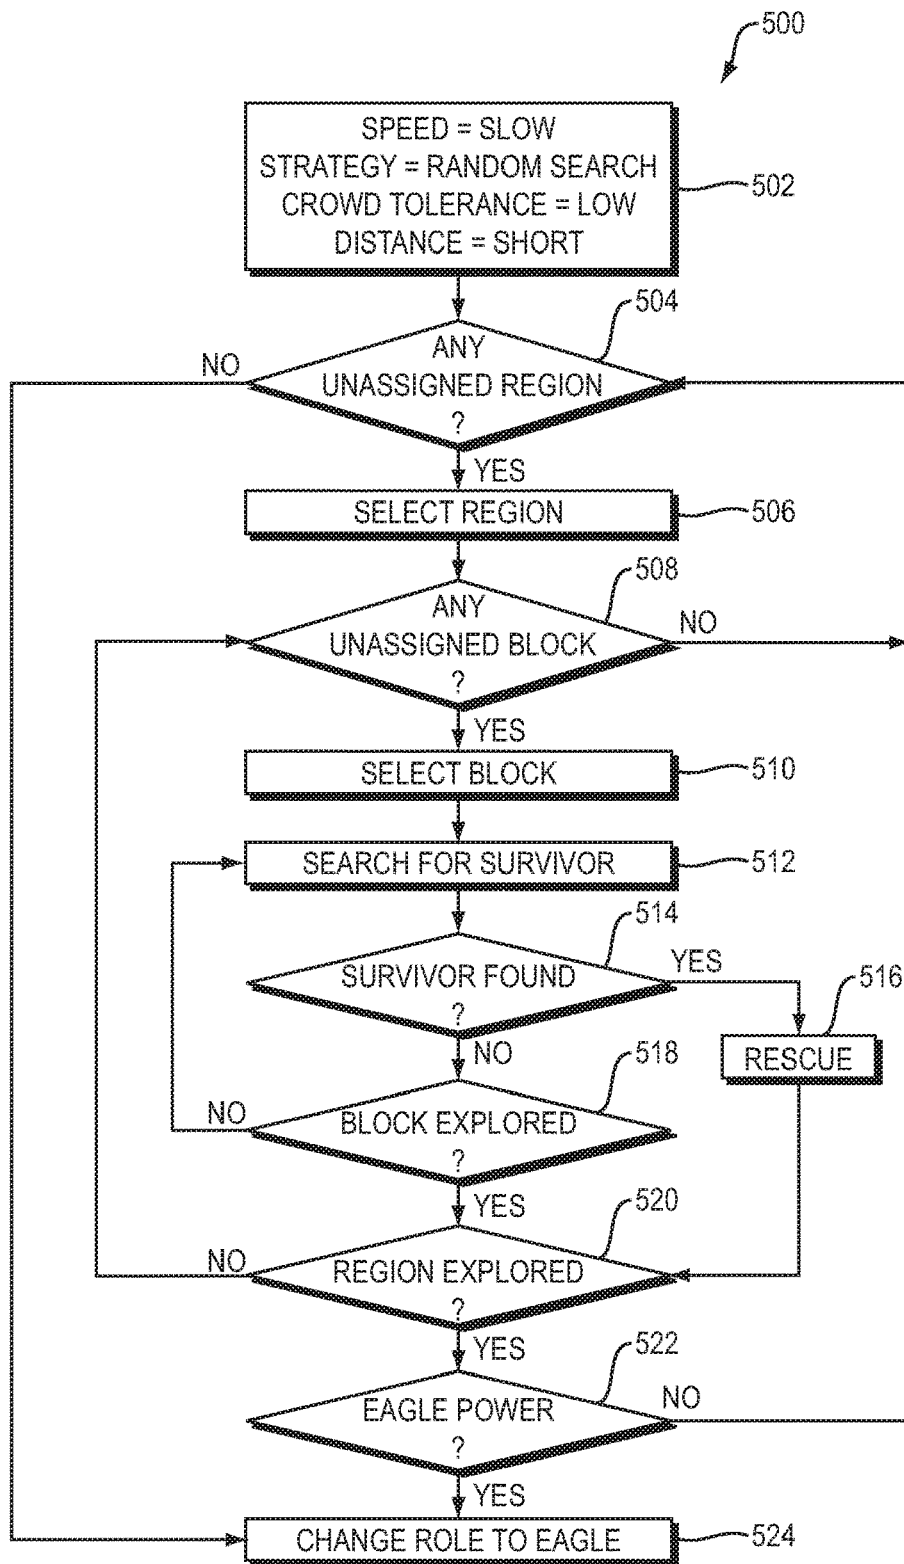 500
SPEED = SLOW
STRATEGY = RANDOM SEARCH
CROWD TOLERANCE = LOW
DISTANCE = SHORT
502
504
NO
ANY
UNASSIGNED REGION
?
YES
SELECT REGION
506
508
ANY
UNASSIGNED BLOCK
?
NO
YES
SELECT BLOCK
510
SEARCH FOR SURVIVOR
512
514
SURVIVOR FOUND
?
YES
516
RESCUE
NO
518
NO
BLOCK EXPLORED
?
YES
520
NO
REGION EXPLORED
?
YES
522
EAGLE POWER
?
NO
YES
CHANGE ROLE TO EAGLE
524